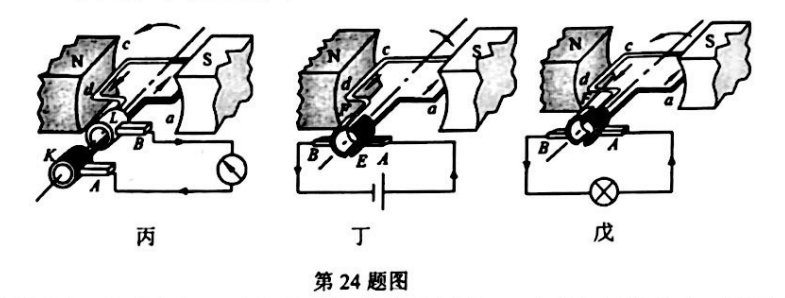 N c S d L a B K A
N c S d F a B E A
N c S d a B A
丙 丁 戊
第24题图